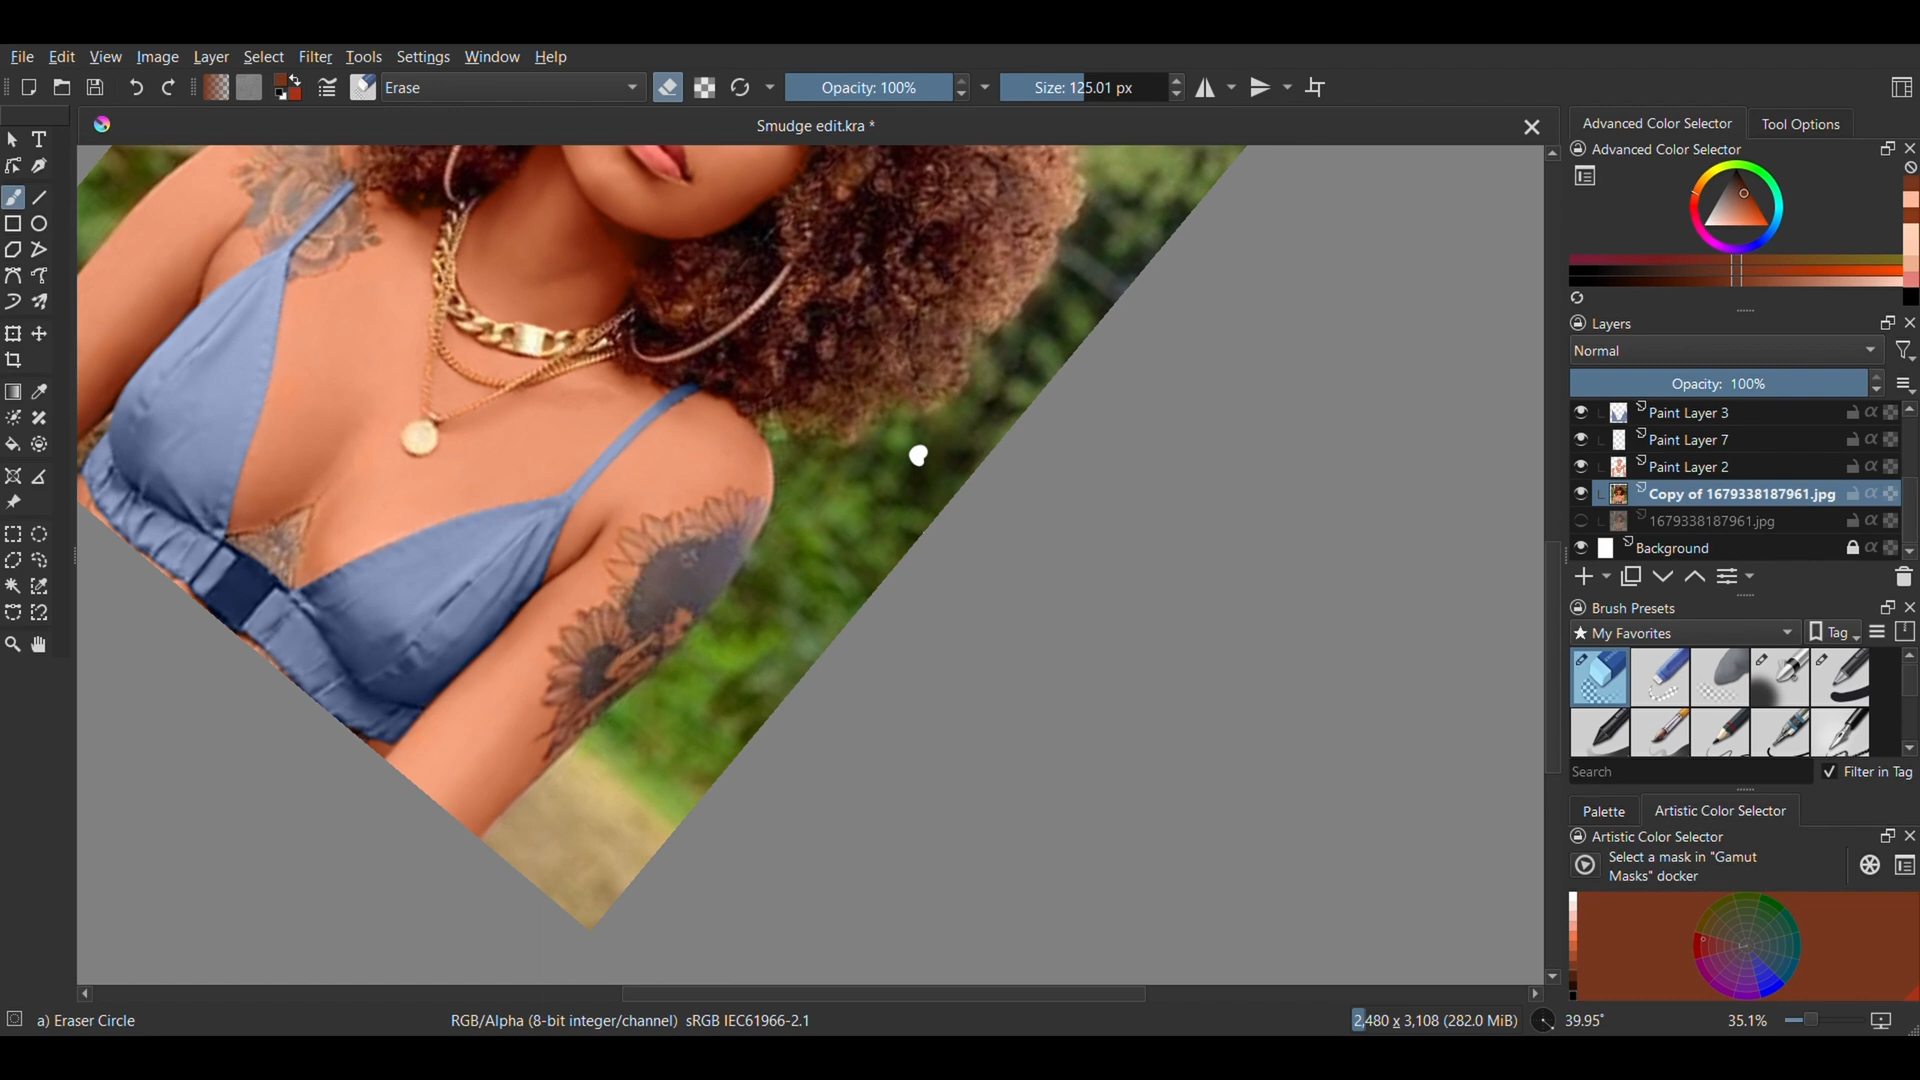 File Edit View Image Layer Select Filter Tools Settings Window Help
Erase Opacity: 100% Size: 125.01 px
Smudge edit.kra *
Advanced Color Selector Tool Options
Advanced Color Selector
Layers
Normal
Opacity: 100%
Paint Layer 3
Paint Layer 7
Paint Layer 2
Copy of 1679338187961.jpg
1679338187961.jpg
Background
Brush Presets
★ My Favorites Tag
Search Filter in Tag
Palette Artistic Color Selector
Artistic Color Selector
Select a mask in "Gamut
Masks" docker
a) Eraser Circle RGB/Alpha (8-bit integer/channel) sRGB IEC61966-2.1 2,480 x 3,108 (282.0 MiB) 39.95° 35.1%